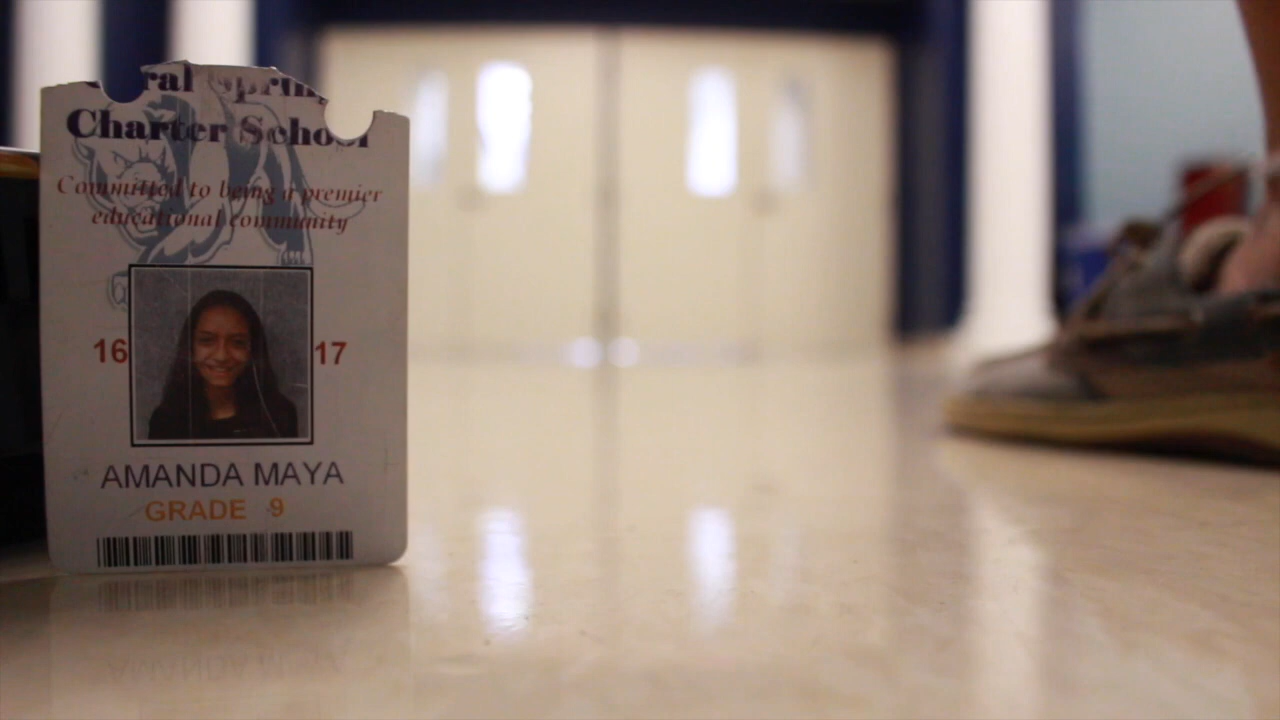 Charter School
Committed to being a premier
educational community
16 17
AMANDA MAYA
GRADE 9